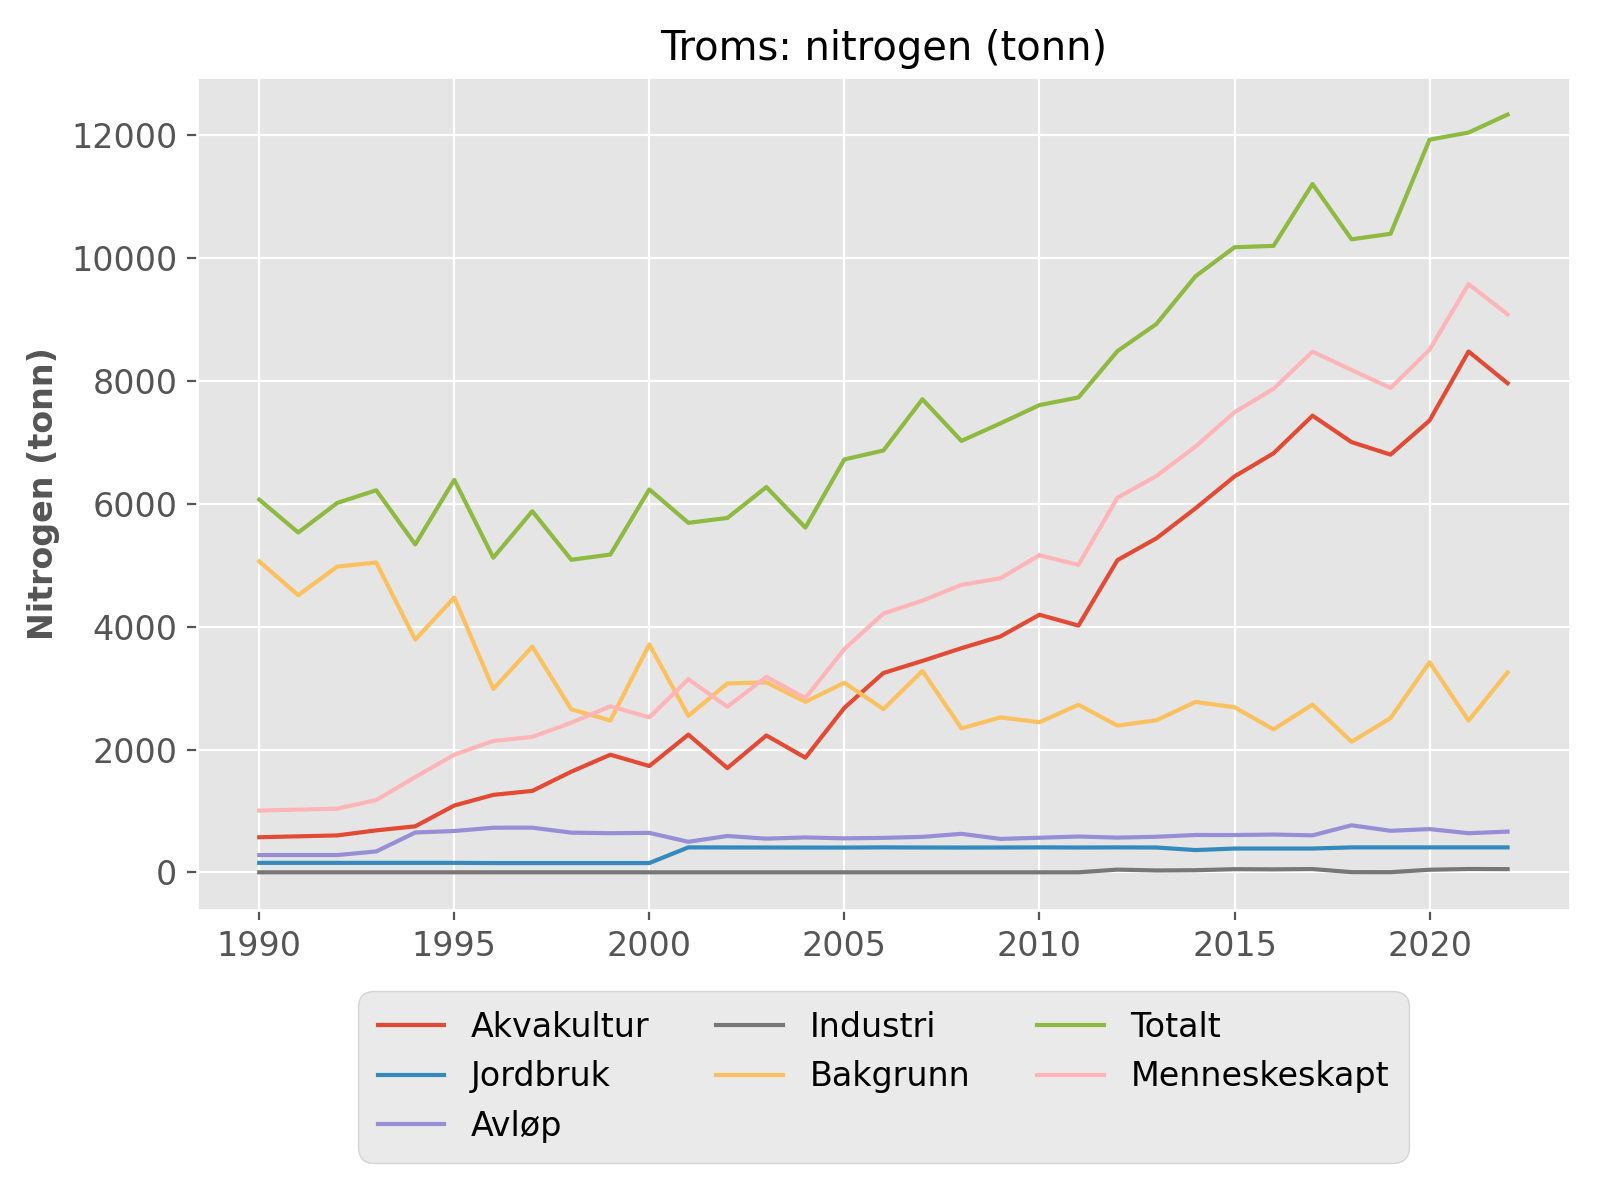 Troms: nitrogen (tonn)
Nitrogen (tonn)
12000
10000
8000
6000
4000
2000
0
1990 1995 2000 2005 2010 2015 2020
Akvakultur Industri Totalt
Jordbruk Bakgrunn Menneskeskapt
Avløp